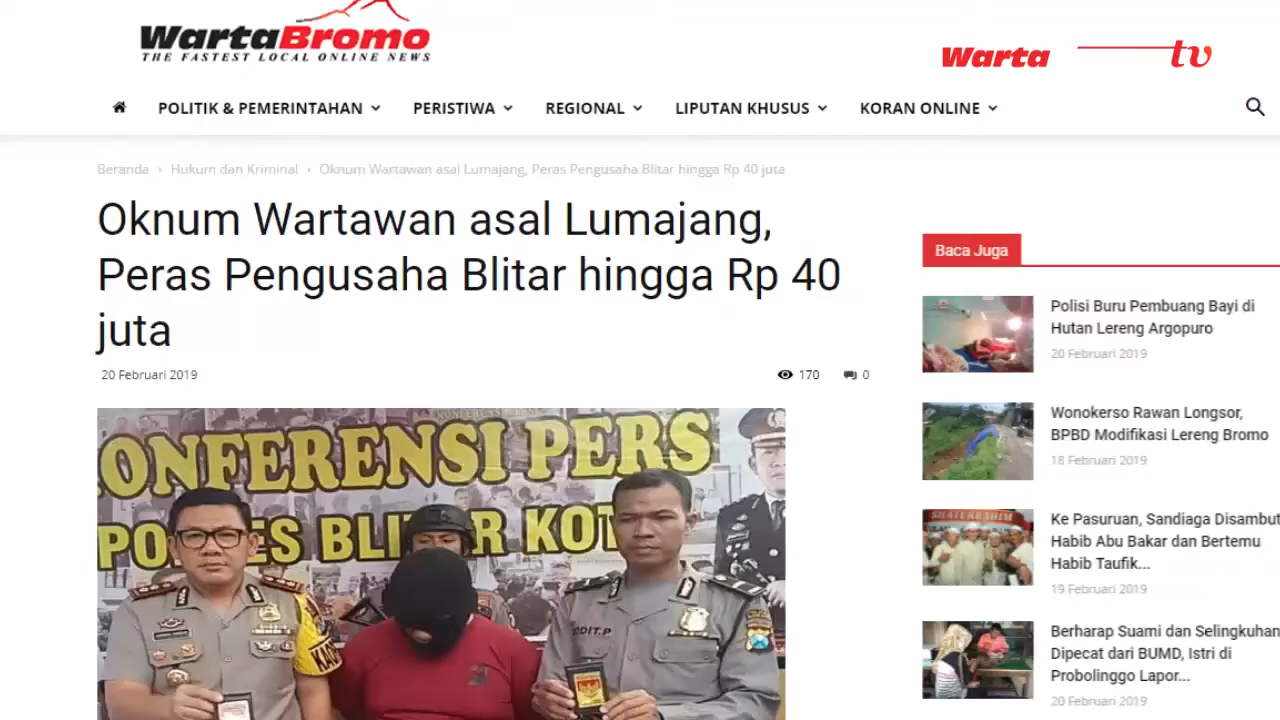 WartaBromo
THE FASTEST LOCAL ONLINE NEWS
Warta tv
POLITIK & PEMERINTAHAN PERISTIWA REGIONAL LIPUTAN KHUSUS KORAN ONLINE
Beranda › Hukum dan Kriminal › Oknum Wartawan asal Lumajang, Peras Pengusaha Blitar hingga Rp 40 juta
Oknum Wartawan asal Lumajang,
Peras Pengusaha Blitar hingga Rp 40
juta
20 Februari 2019 170 0
KONFERENSI PERS
ONFERENSI PERS
POLRES BLITAR KOT
ODIT.P
KAPO
Baca Juga
Polisi Buru Pembuang Bayi di
Hutan Lereng Argopuro
20 Februari 2019
Wonokerso Rawan Longsor,
BPBD Modifikasi Lereng Bromo
18 Februari 2019
Ke Pasuruan, Sandiaga Disambut
Habib Abu Bakar dan Bertemu
Habib Taufik...
19 Februari 2019
Berharap Suami dan Selingkuhan
Dipecat dari BUMD, Istri di
Probolinggo Lapor...
20 Februari 2019